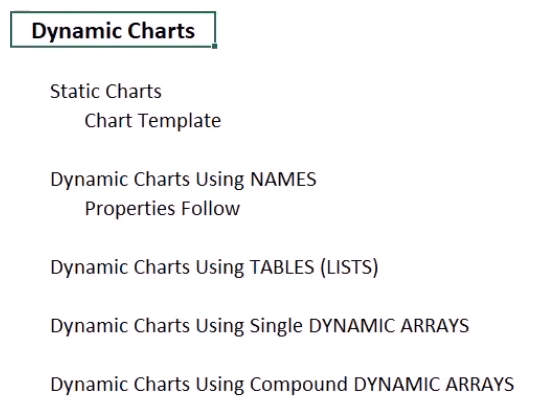 Dynamic Charts
Static Charts
Chart Template
Dynamic Charts Using NAMES
Properties Follow
Dynamic Charts Using TABLES (LISTS)
Dynamic Charts Using Single DYNAMIC ARRAYS
Dynamic Charts Using Compound DYNAMIC ARRAYS